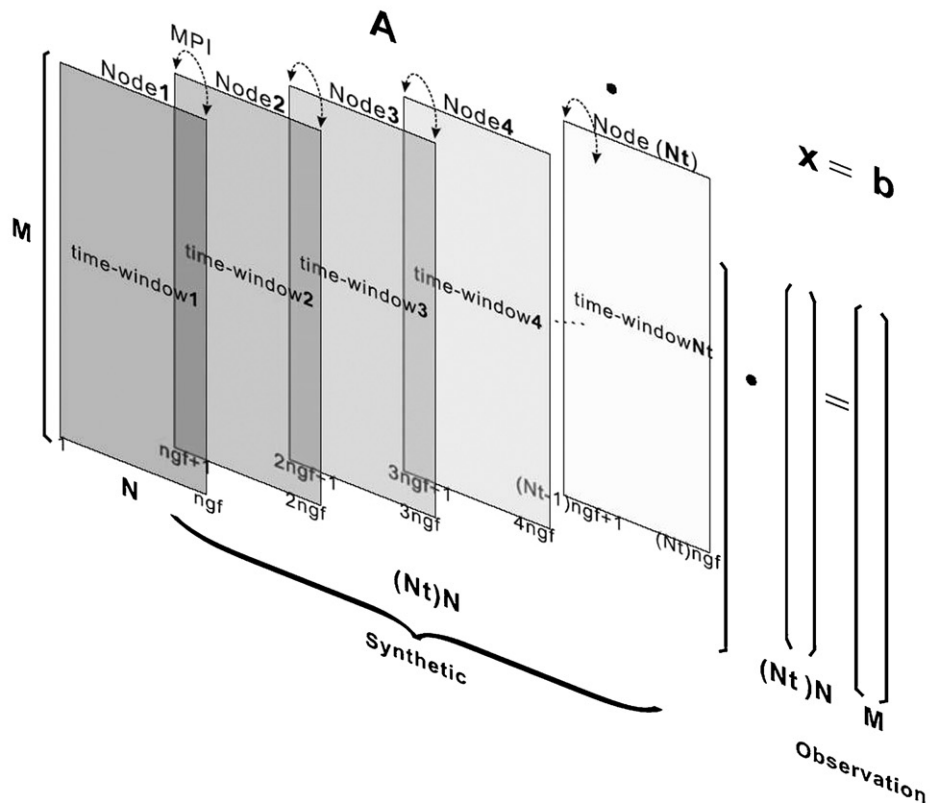 A
MPI
Node1
Node2
Node3
Node4
Node (Nt)
x = b
M
time-window1
time-window2
time-window3
time-window4
.....
time-windowNt
=
1
ngf+1
2ngf+1
3ngf+1
(Nt-1)ngf+1
N
ngf
2ngf
3ngf
4ngf
(Nt)ngf
(Nt)N
Synthetic
(Nt)N
M
Observation